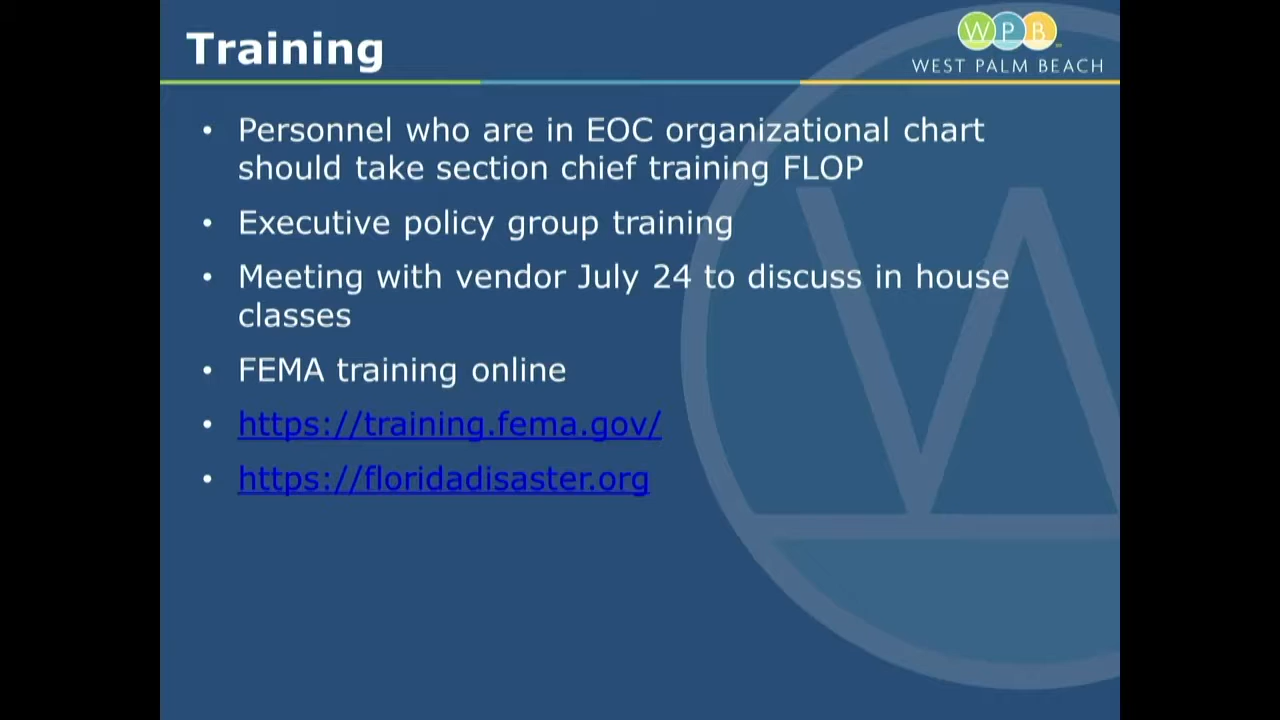 Training
WPB
WEST PALM BEACH
• Personnel who are in EOC organizational chart
should take section chief training FLOP
• Executive policy group training
• Meeting with vendor July 24 to discuss in house
classes
• FEMA training online
• https://training.fema.gov/
• https://floridadisaster.org